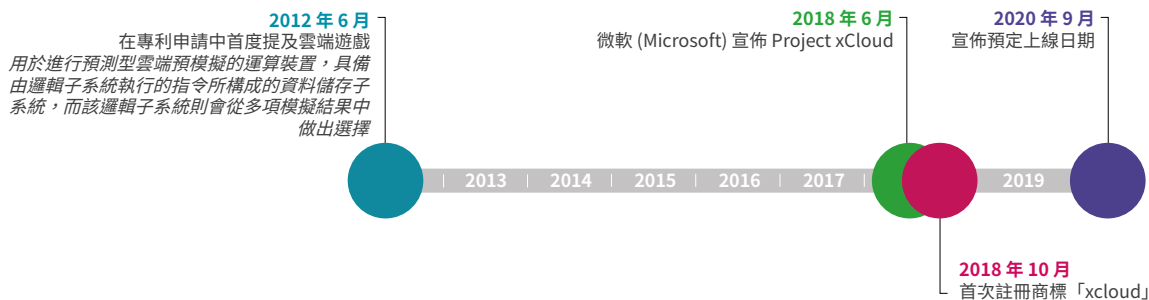 2012 年 6 月
在專利申請中首度提及雲端遊戲
用於進行預測型雲端預模擬的運算裝置，具備
由邏輯子系統執行的指令所構成的資料儲存子
系統，而該邏輯子系統則會從多項模擬結果中
做出選擇
2018 年 6 月
微軟 (Microsoft) 宣佈 Project xCloud
2020 年 9 月
宣佈預定上線日期
2013
2014
2015
2016
2017
2019
2018 年 10 月
首次註冊商標「xcloud」